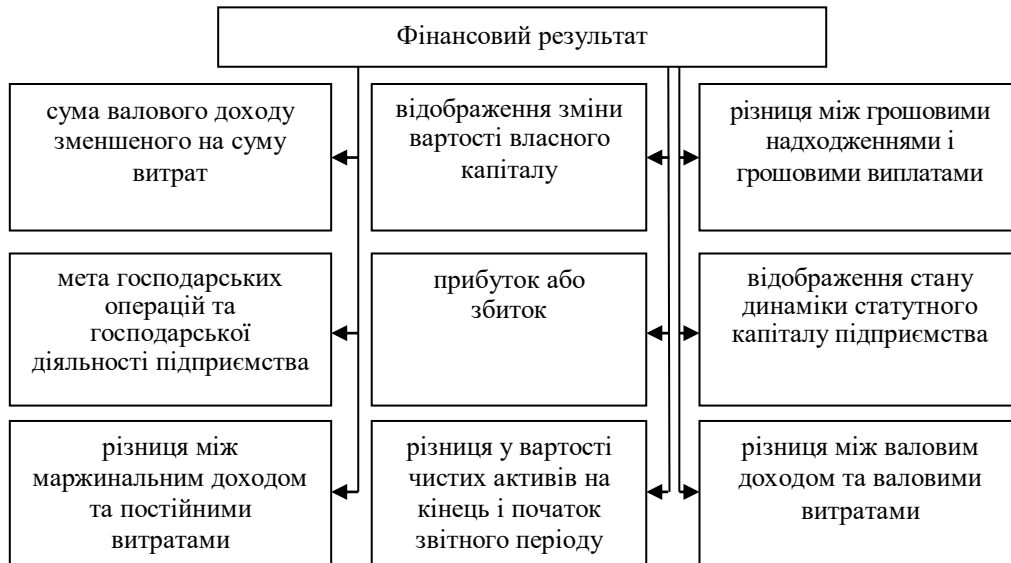 Фінансовий результат
сума валового доходу
зменшеного на суму
витрат
відображення зміни
вартості власного
капіталу
різниця між грошовими
надходженнями і
грошовими виплатами
мета господарських
операцій та
господарської
діяльності підприємства
прибуток або
збиток
відображення стану
динаміки статутного
капіталу підприємства
різниця між
маржинальним доходом
та постійними
витратами
різниця у вартості
чистих активів на
кінець і початок
звітного періоду
різниця між валовим
доходом та валовими
витратами